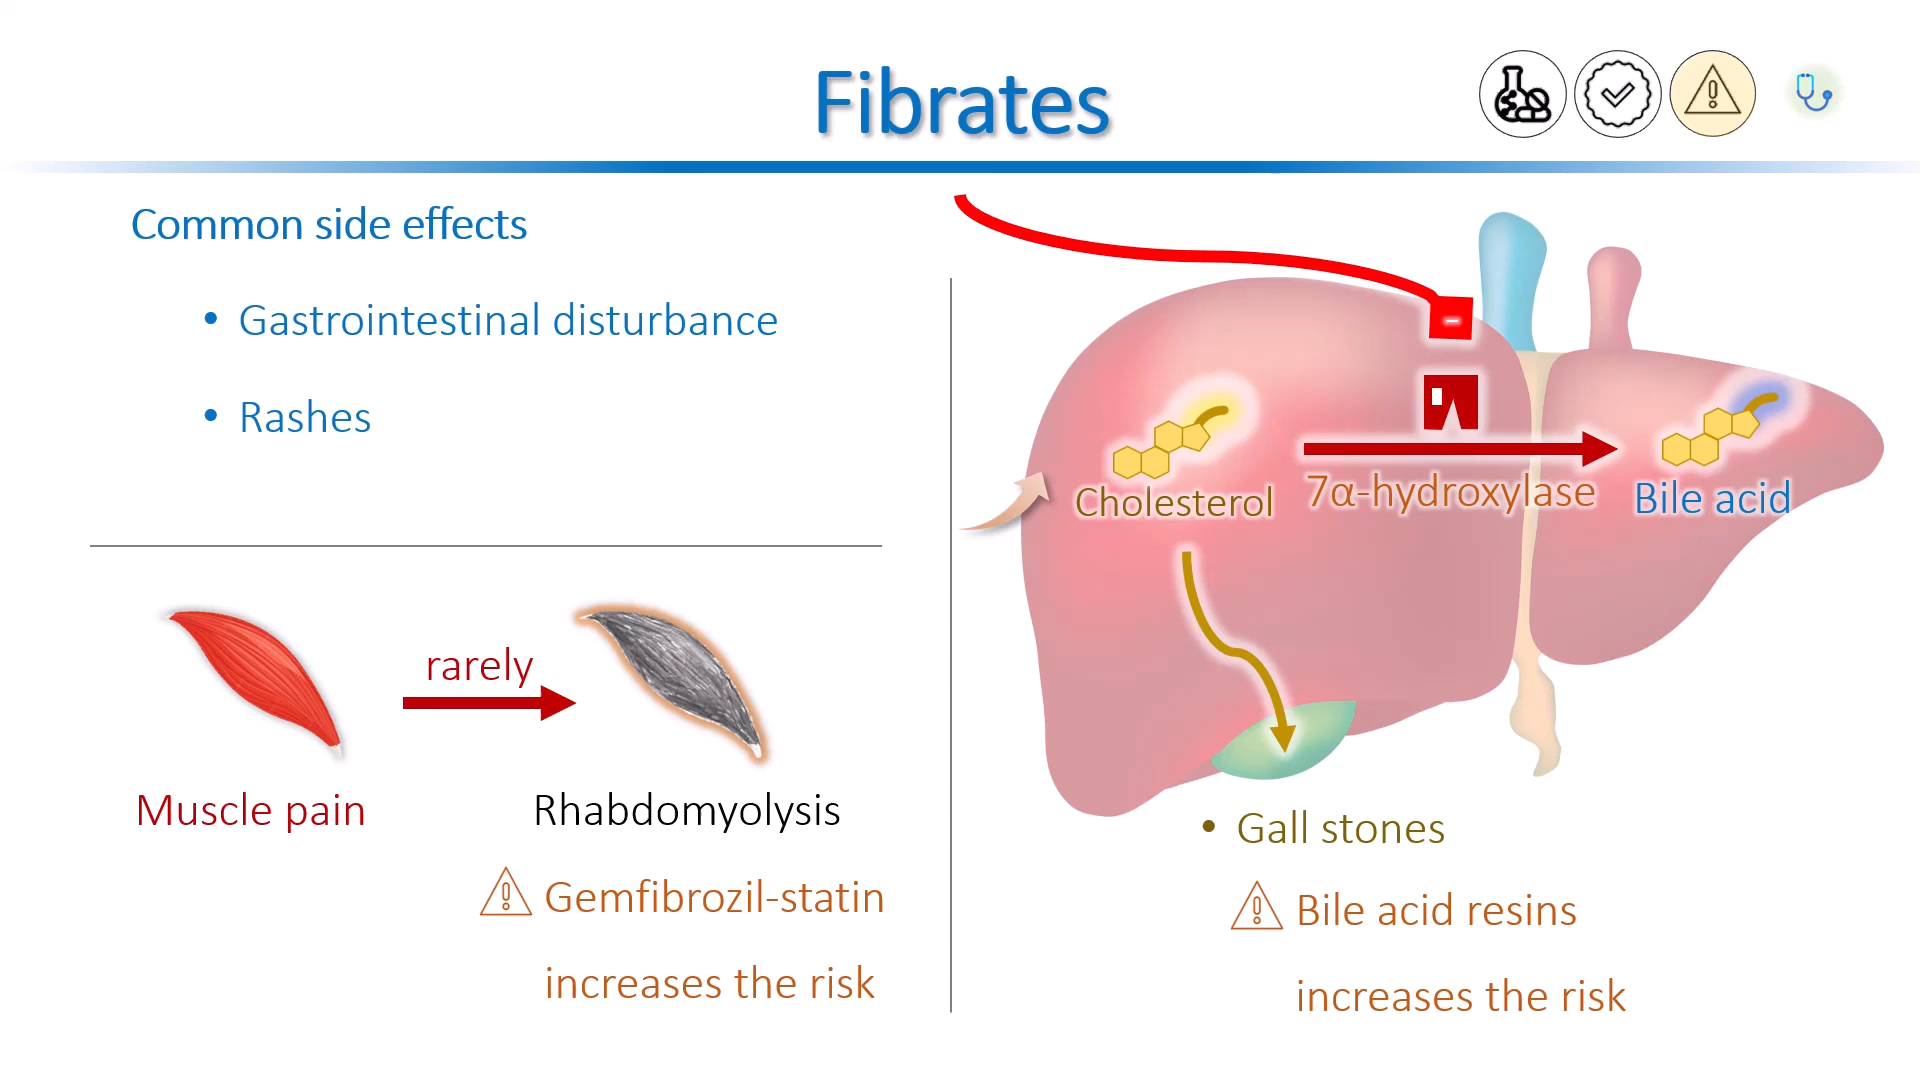 Fibrates
Common side effects
• Gastrointestinal disturbance
• Rashes
rarely
Muscle pain
Rhabdomyolysis
Gemfibrozil-statin
increases the risk
-
Cholesterol
7α-hydroxylase
Bile acid
• Gall stones
Bile acid resins
increases the risk